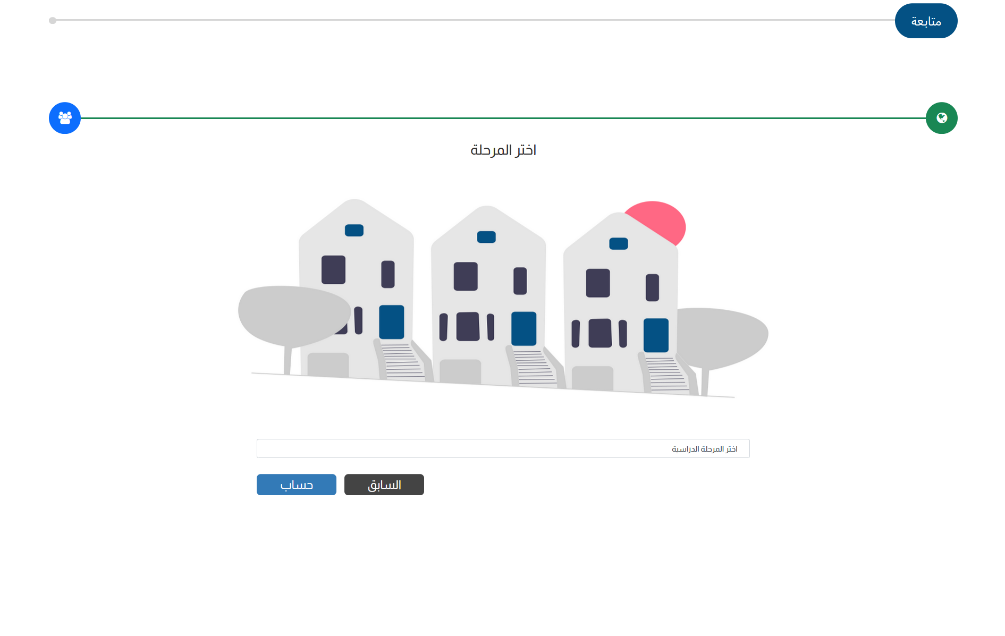 متابعة
اختر المرحلة
اختر المرحلة الدراسية
السابق
حساب